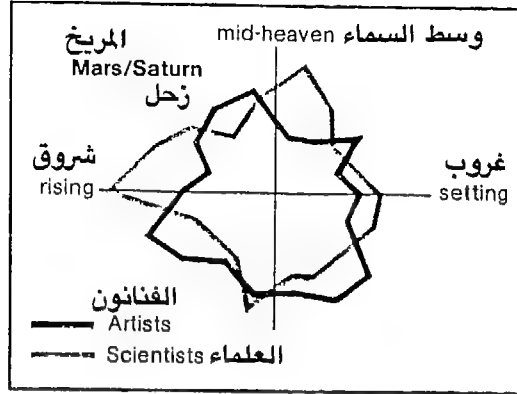 المريخ
mid-heaven وسط السماء
Mars/Saturn
زحل
شروق
غروب
rising
setting
الفنانون
Artists
Scientists العلماء